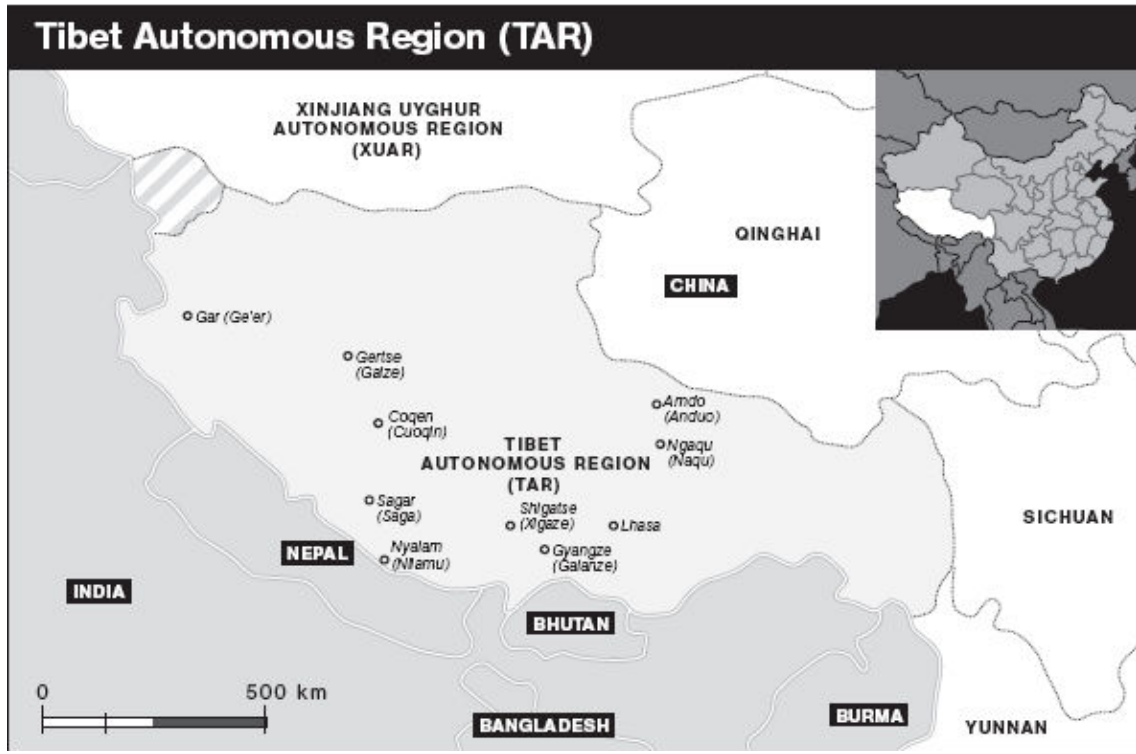 Tibet Autonomous Region (TAR)
XINJIANG UYGHUR
AUTONOMOUS REGION
(XUAR)
QINGHAI
CHINA
Gar (Ge'er)
Gertse
(Gaize)
Amdo
(Anduo)
Coqen
(Cuoqin)
TIBET
AUTONOMOUS REGION
(TAR)
Ngaqu
(Naqu)
Sagar
(Saga)
Shigatse
(Xigaze)
Lhasa
SICHUAN
NEPAL
Nyalam
(Nilamu)
Gyangze
(Gaianze)
INDIA
BHUTAN
0 500 km
BANGLADESH
BURMA
YUNNAN